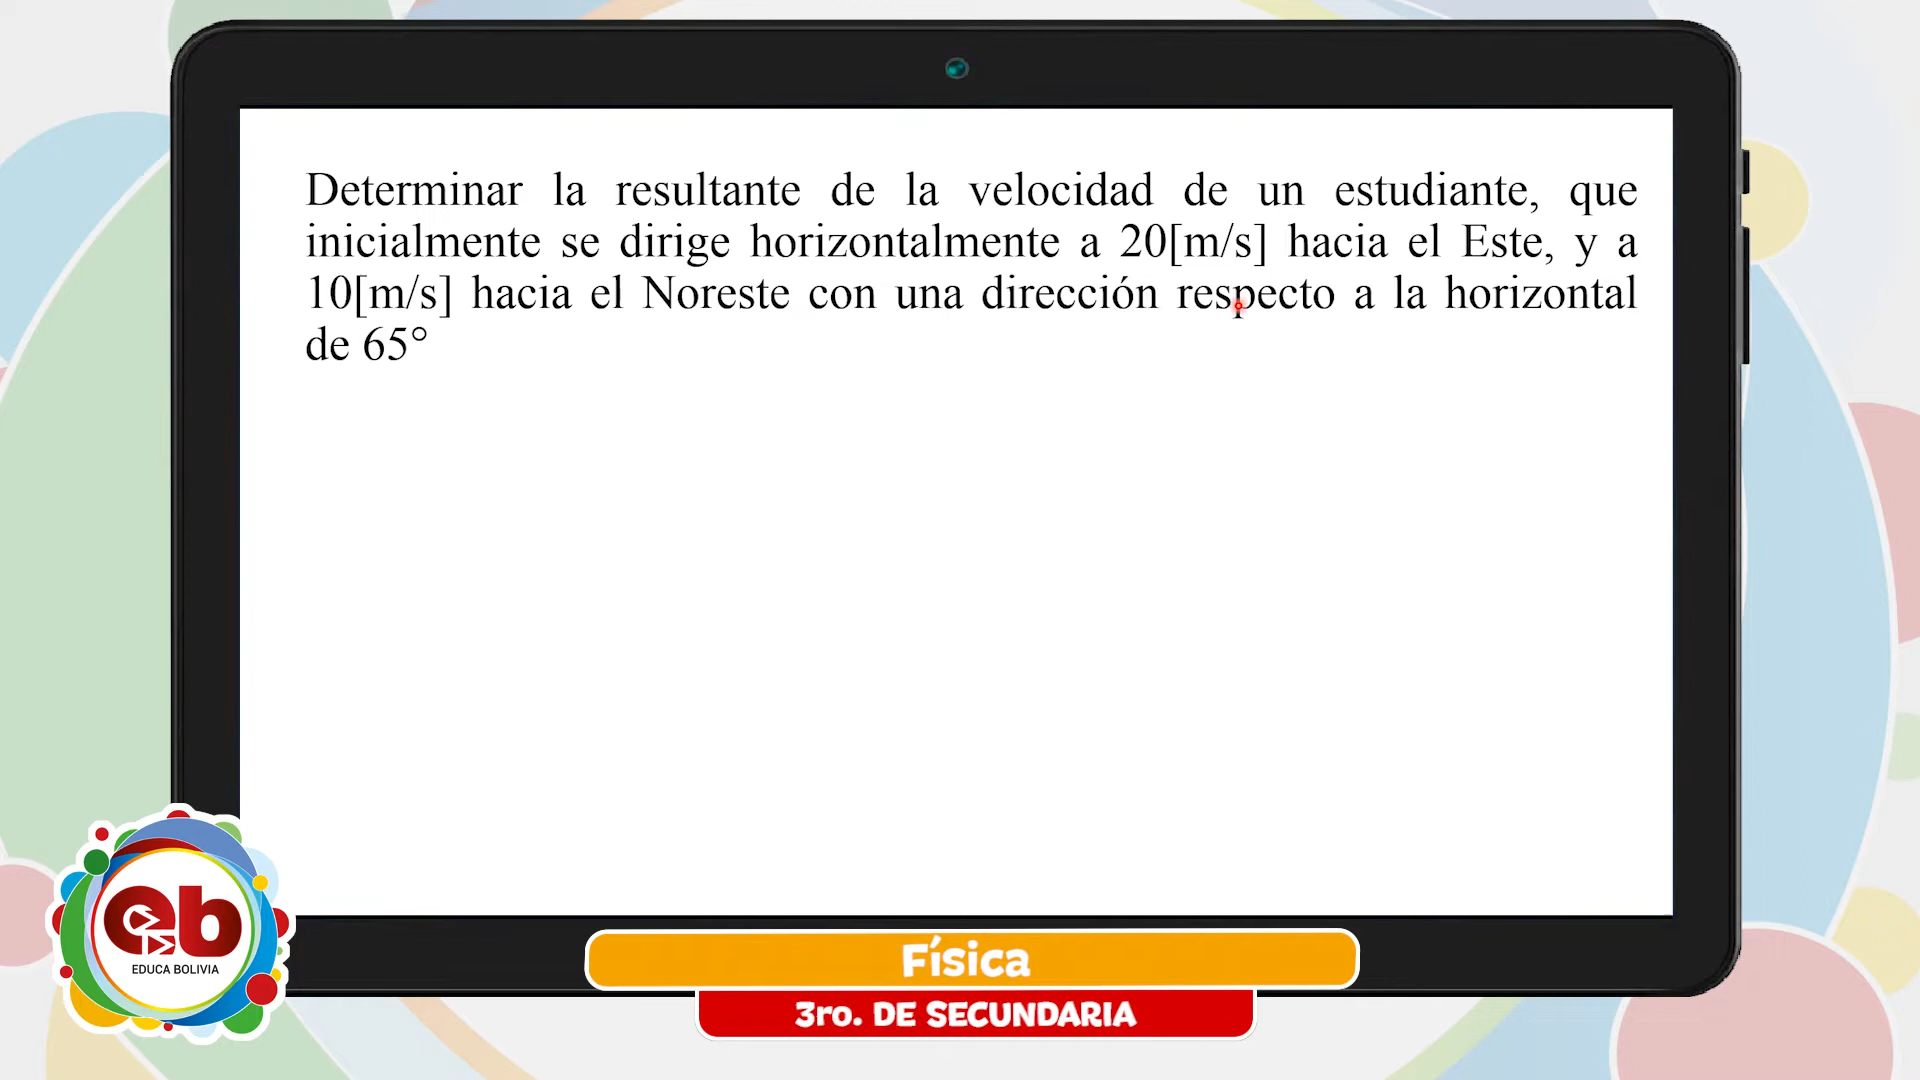 Determinar la resultante de la velocidad de un estudiante, que
inicialmente se dirige horizontalmente a 20[m/s] hacia el Este, y a
10[m/s] hacia el Noreste con una dirección respecto a la horizontal
de 65°
eb
EDUCA BOLIVIA
Física
3ro. DE SECUNDARIA